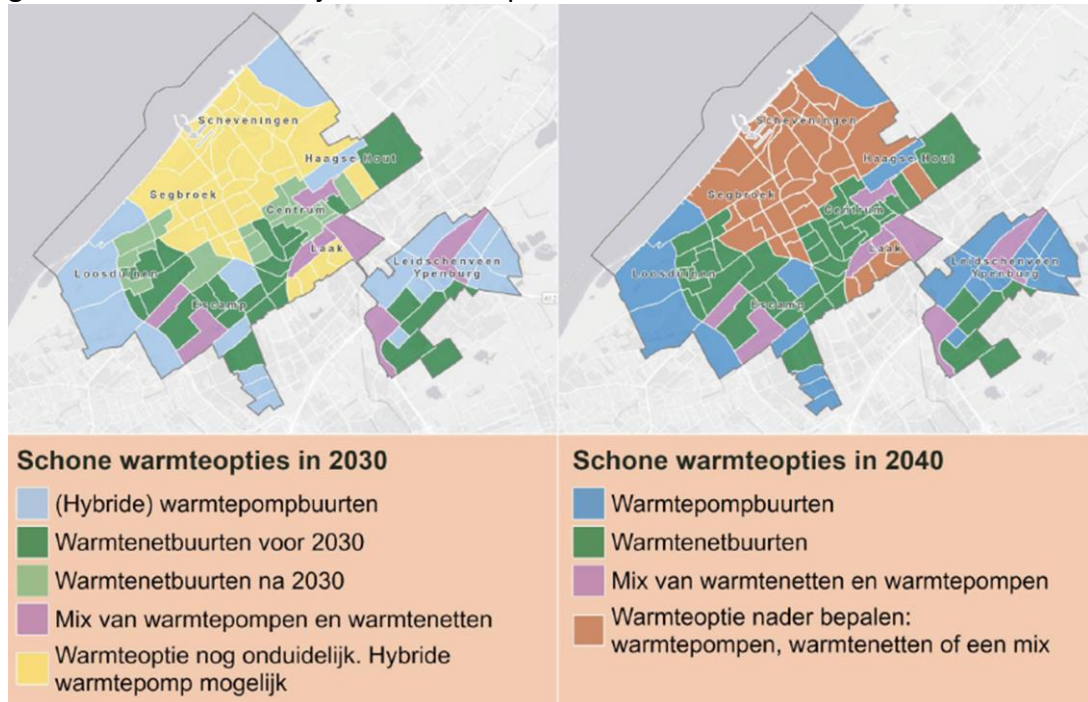 Scheveningen
Haagse Hout
Segbroek
Centrum
Laak
Loosduinen
Escamp
Leidschenveen
Ypenburg
Scheveningen
Haagse Hout
Segbroek
Centrum
Laak
Loosduinen
Escamp
Leidschenveen
Ypenburg
Schone warmteopties in 2030
(Hybride) warmtepompbuurten
Warmtenetbuurten voor 2030
Warmtenetbuurten na 2030
Mix van warmtepompen en warmtenetten
Warmteoptie nog onduidelijk. Hybride
warmtepomp mogelijk
Schone warmteopties in 2040
Warmtepompbuurten
Warmtenetbuurten
Mix van warmtenetten en warmtepompen
Warmteoptie nader bepalen:
warmtepompen, warmtenetten of een mix